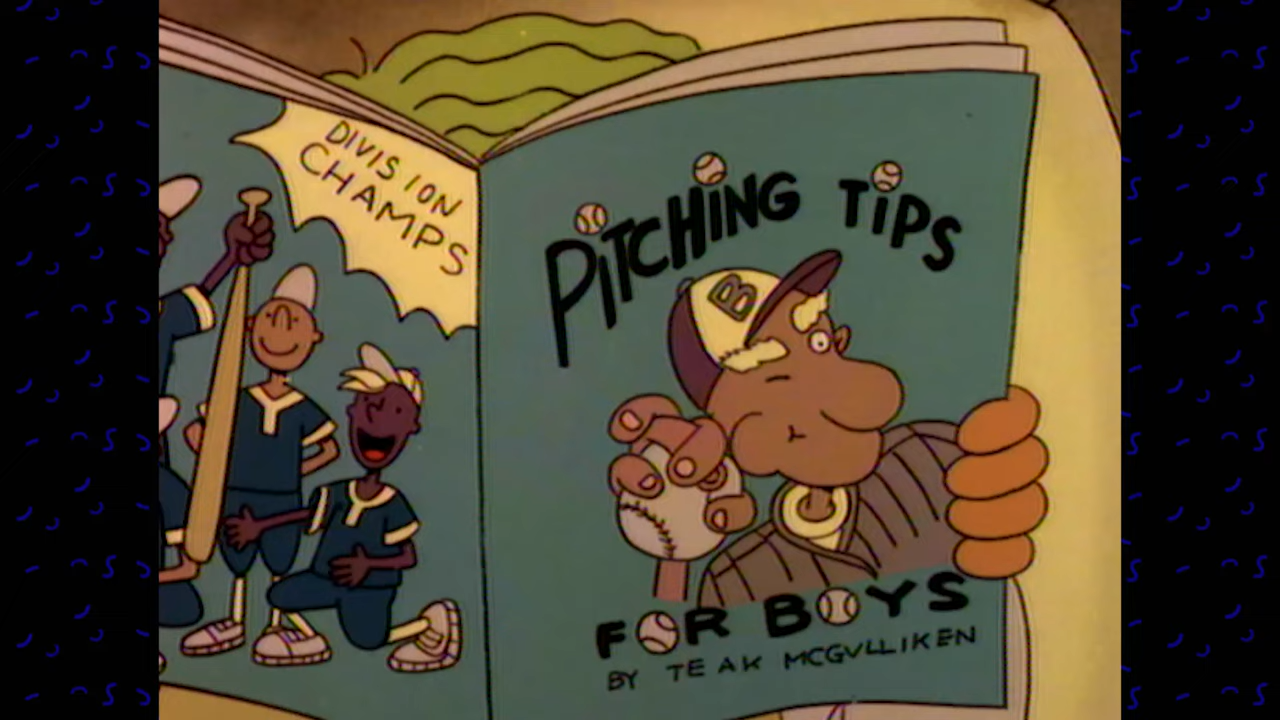 DIVISION
CHAMPS
PiTCHiNG TiPS
B
FOR BOYS
BY TEAK MCGULLIKEN